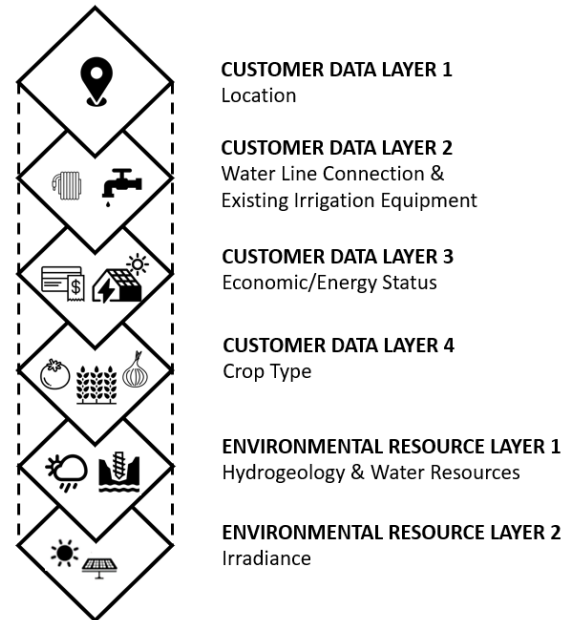 CUSTOMER DATA LAYER 1
Location
CUSTOMER DATA LAYER 2
Water Line Connection &
Existing Irrigation Equipment
$
CUSTOMER DATA LAYER 3
Economic/Energy Status
CUSTOMER DATA LAYER 4
Crop Type
ENVIRONMENTAL RESOURCE LAYER 1
Hydrogeology & Water Resources
ENVIRONMENTAL RESOURCE LAYER 2
Irradiance